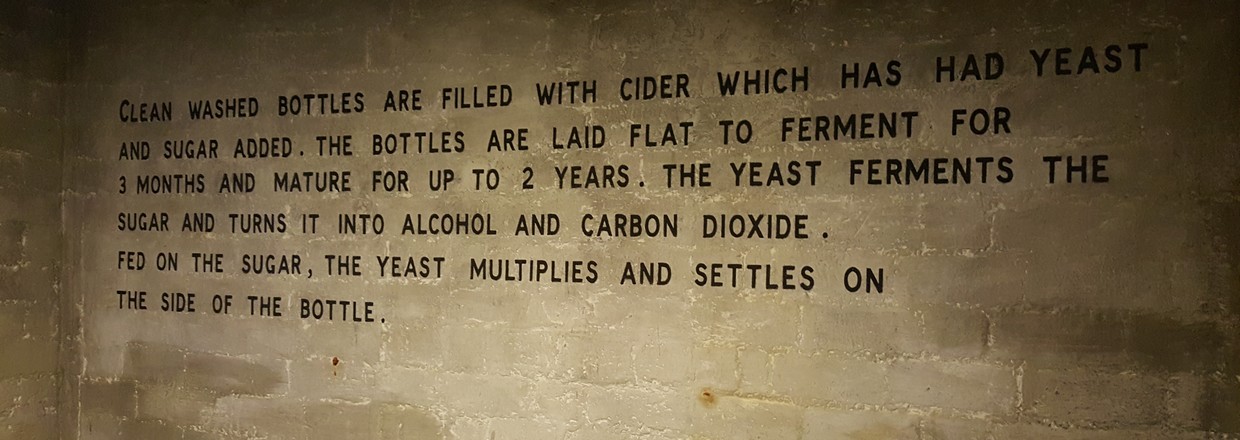 CLEAN WASHED BOTTLES ARE FILLED WITH CIDER WHICH HAS HAD YEAST
AND SUGAR ADDED. THE BOTTLES ARE LAID FLAT TO FERMENT FOR
3 MONTHS AND MATURE FOR UP TO 2 YEARS. THE YEAST FERMENTS THE
SUGAR AND TURNS IT INTO ALCOHOL AND CARBON DIOXIDE.
FED ON THE SUGAR, THE YEAST MULTIPLIES AND SETTLES ON
THE SIDE OF THE BOTTLE.